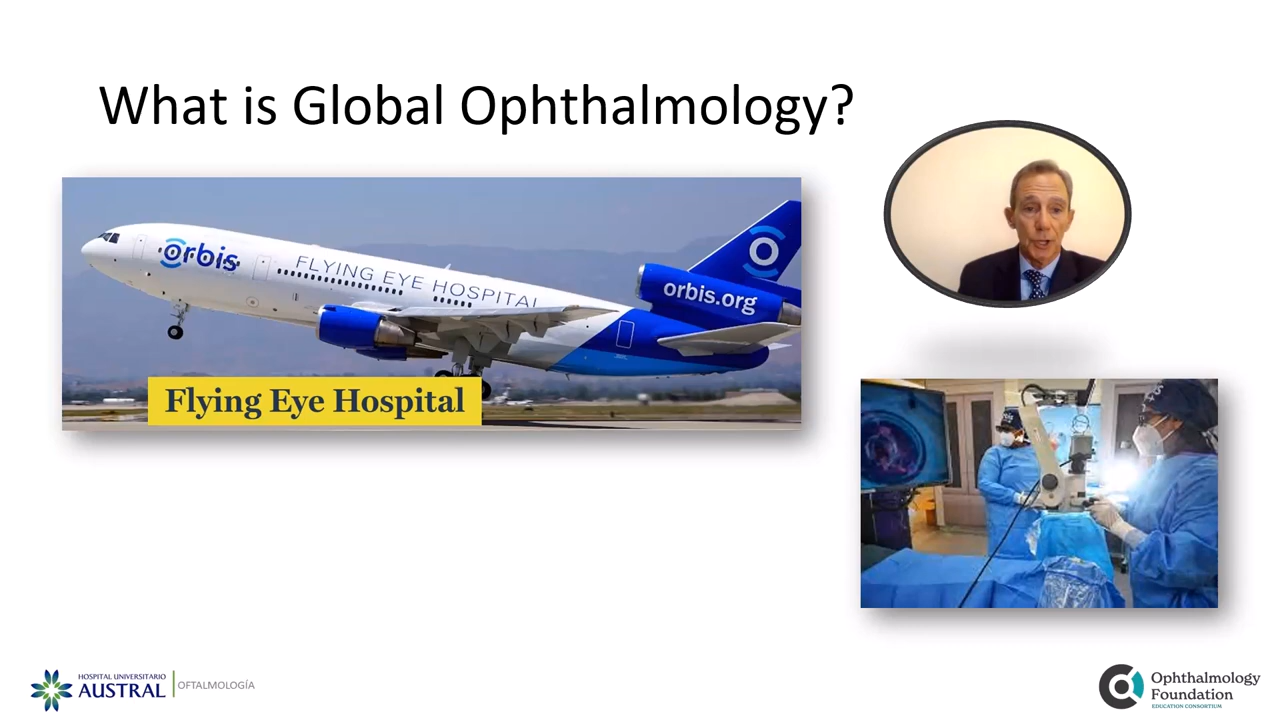 What is Global Ophthalmology?
orbis
FLYING EYE HOSPITAL
orbis.org
Flying Eye Hospital
HOSPITAL UNIVERSITARIO
AUSTRAL
OFTALMOLOGÍA
Ophthalmology
Foundation
EDUCATION CONSORTIUM